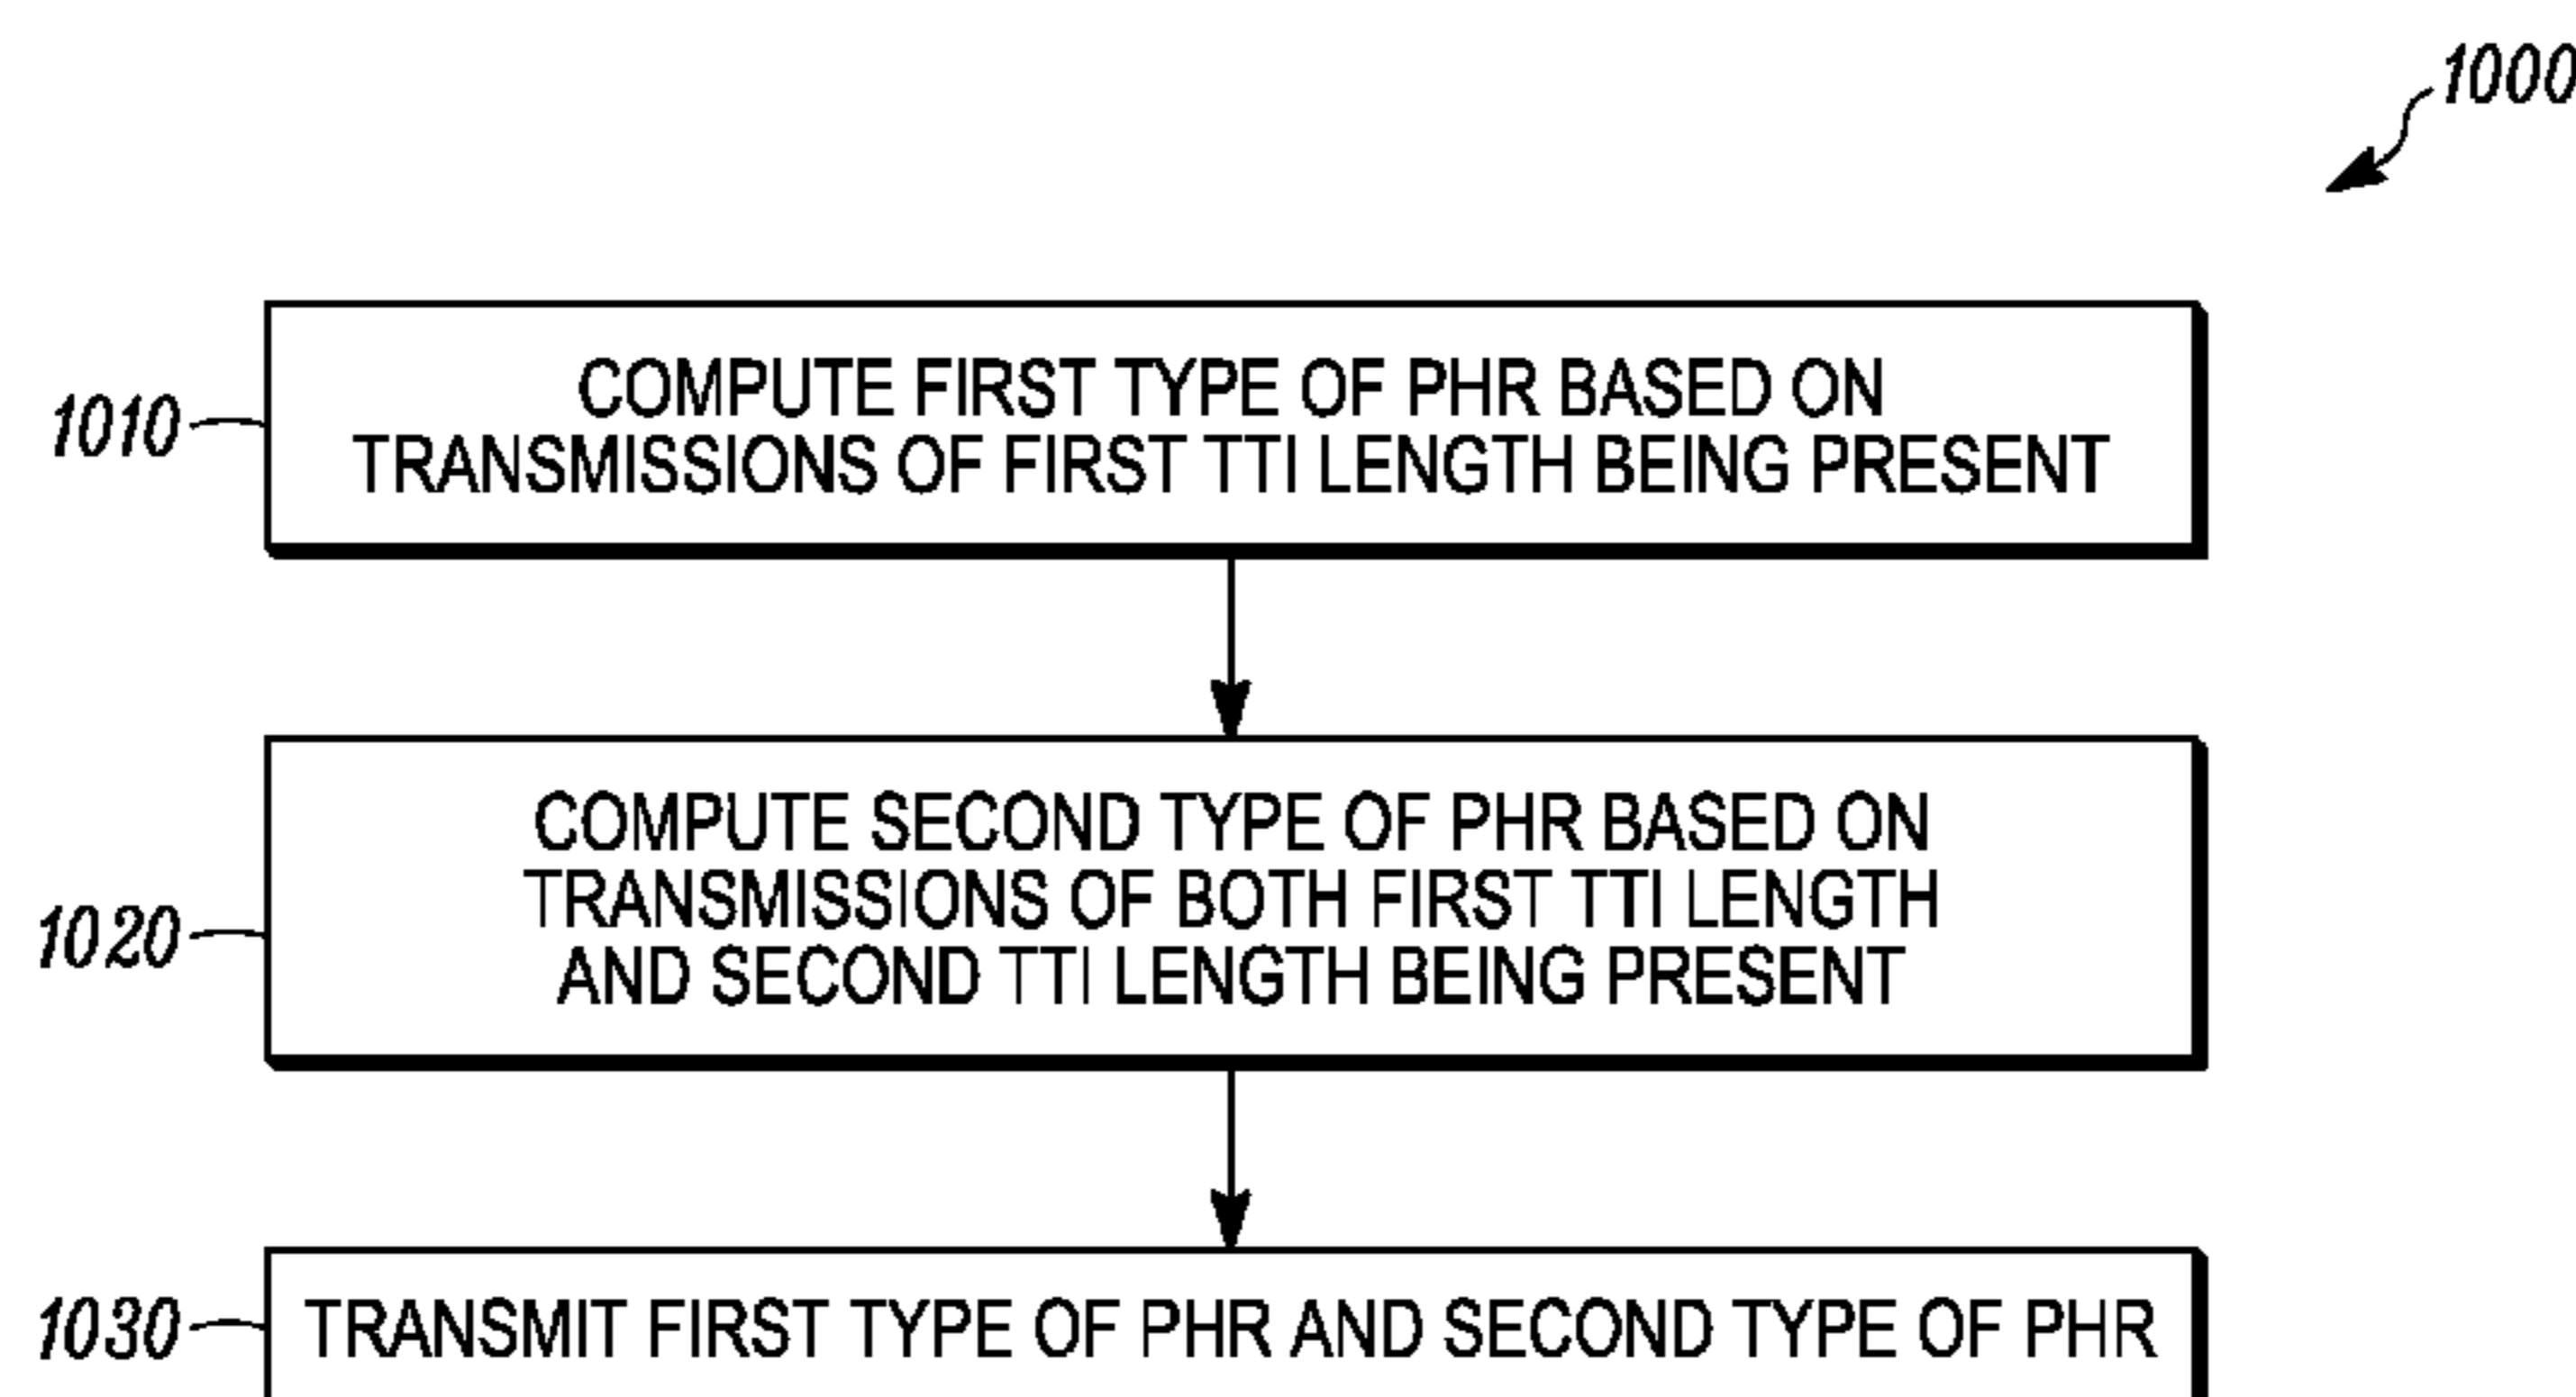 1000
1010
COMPUTE FIRST TYPE OF PHR BASED ON
TRANSMISSIONS OF FIRST TTI LENGTH BEING PRESENT
1020
COMPUTE SECOND TYPE OF PHR BASED ON
TRANSMISSIONS OF BOTH FIRST TTI LENGTH
AND SECOND TTI LENGTH BEING PRESENT
1030
TRANSMIT FIRST TYPE OF PHR AND SECOND TYPE OF PHR